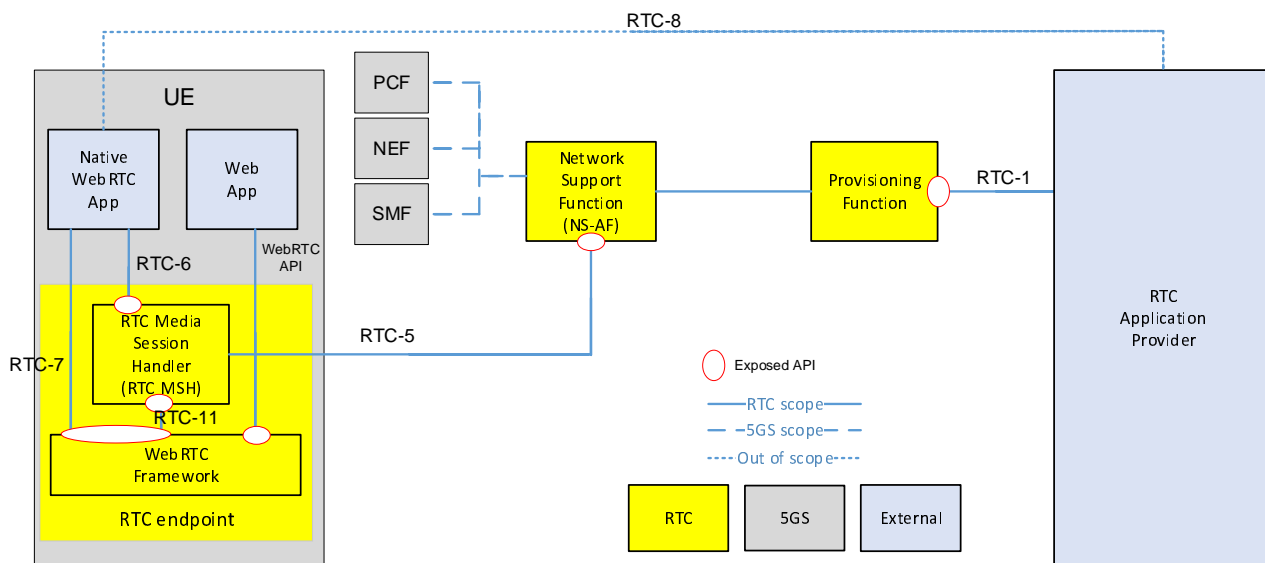 RTC-8
UE
PCF
NEF
SMF
Native
WebRTC
App
Web
App
Network
Support
Function
(NS-AF)
Provisioning
Function
RTC-1
RTC-6
WebRTC
API
RTC Media
Session
Handler
(RTC MSH)
RTC-5
RTC-7
RTC-11
WebRTC
Framework
RTC endpoint
RTC
Application
Provider
Exposed API
RTC scope
5GS scope
Out of scope
RTC
5GS
External